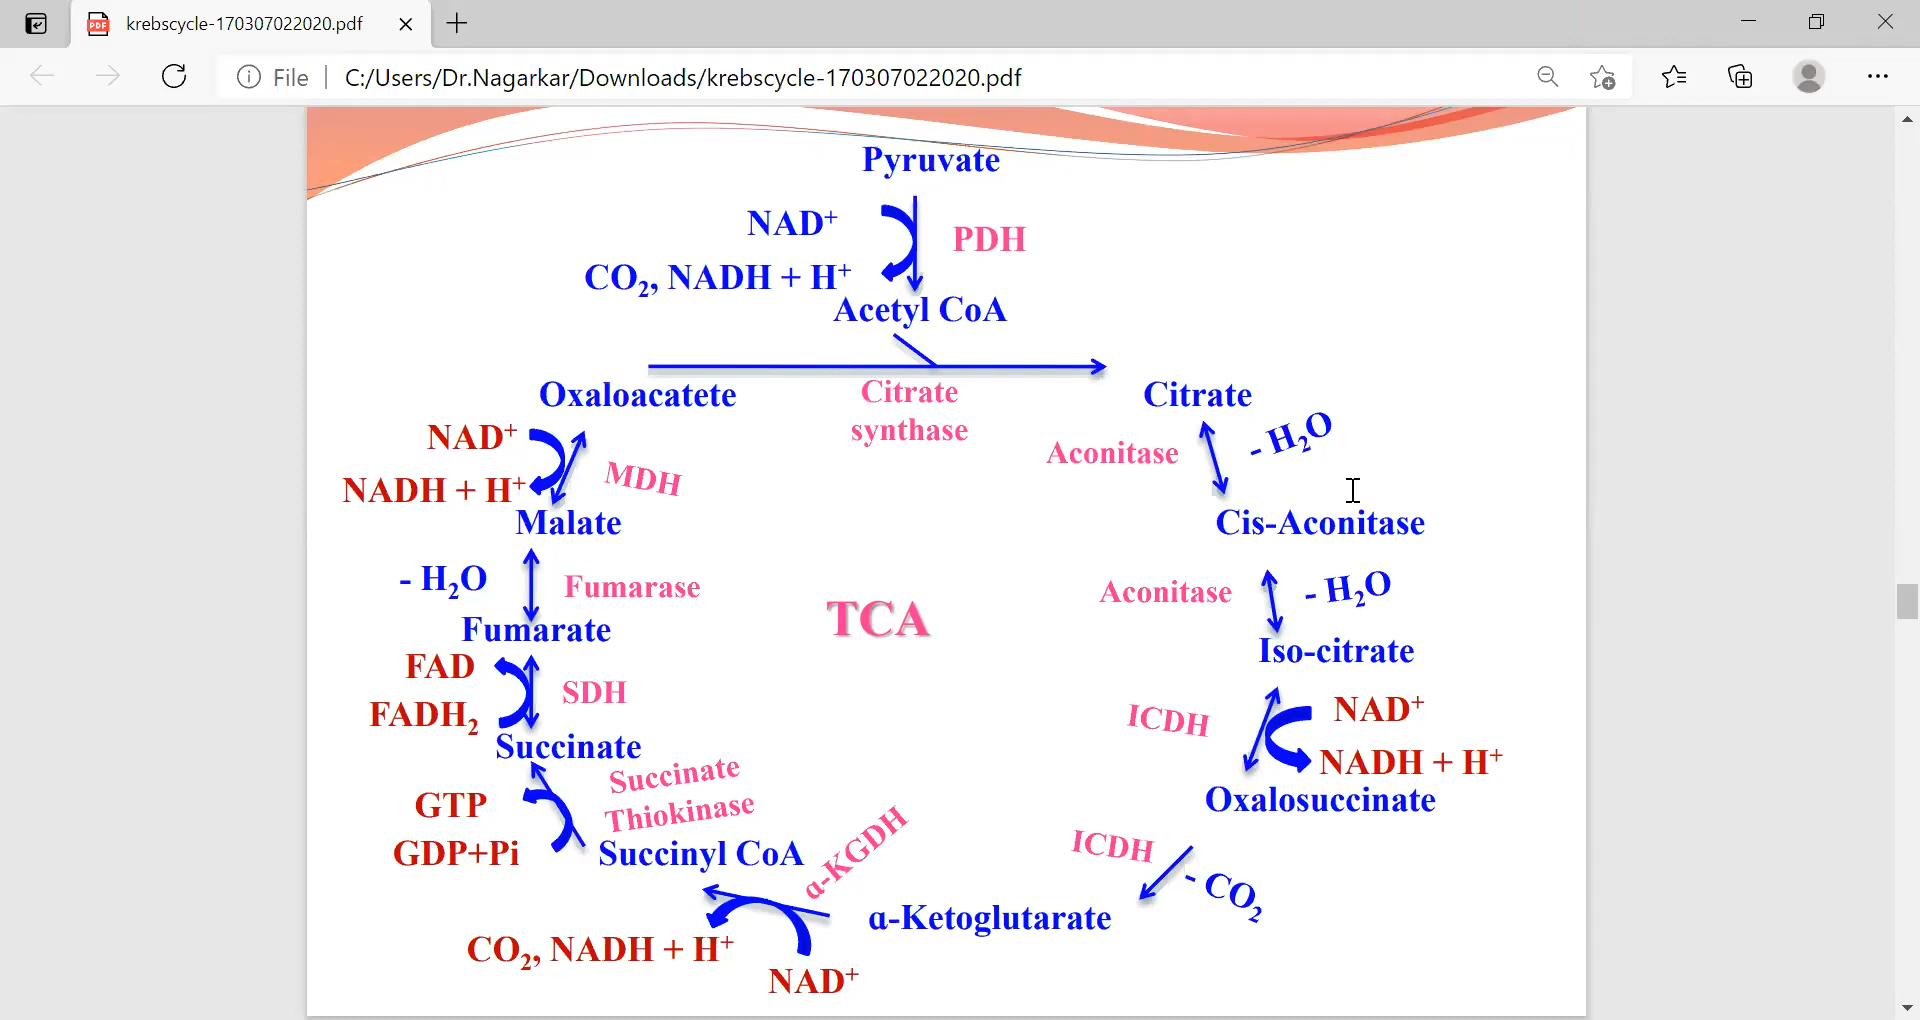 krebscycle-170307022020.pdf
File
C:/Users/Dr.Nagarkar/Downloads/krebscycle-170307022020.pdf
Pyruvate
NAD⁺
PDH
CO₂, NADH + H⁺
Acetyl CoA
Oxaloacatete
Citrate synthase
Citrate
- H₂O
NAD⁺
Aconitase
NADH + H⁺
MDH
Malate
Cis-Aconitase
- H₂O
Fumarase
Aconitase
- H₂O
TCA
Fumarate
Iso-citrate
FAD
SDH
FADH₂
ICDH
NAD⁺
NADH + H⁺
Succinate
Succinate
Thiokinase
Oxalosuccinate
GTP
GDP+Pi
Succinyl CoA
α-KGDH
ICDH
- CO₂
α-Ketoglutarate
CO₂, NADH + H⁺
NAD⁺